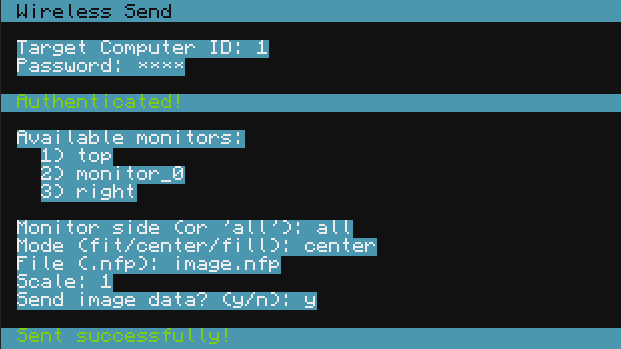 Wireless Send
Target Computer ID: 1
Password: ****
Authenticated!
Available monitors:
1) top
2) monitor_0
3) right
Monitor side (or 'all'): all
Mode (fit/center/fill): center
File (.nfp): image.nfp
Scale: 1
Send image data? (y/n): y
Sent successfully!